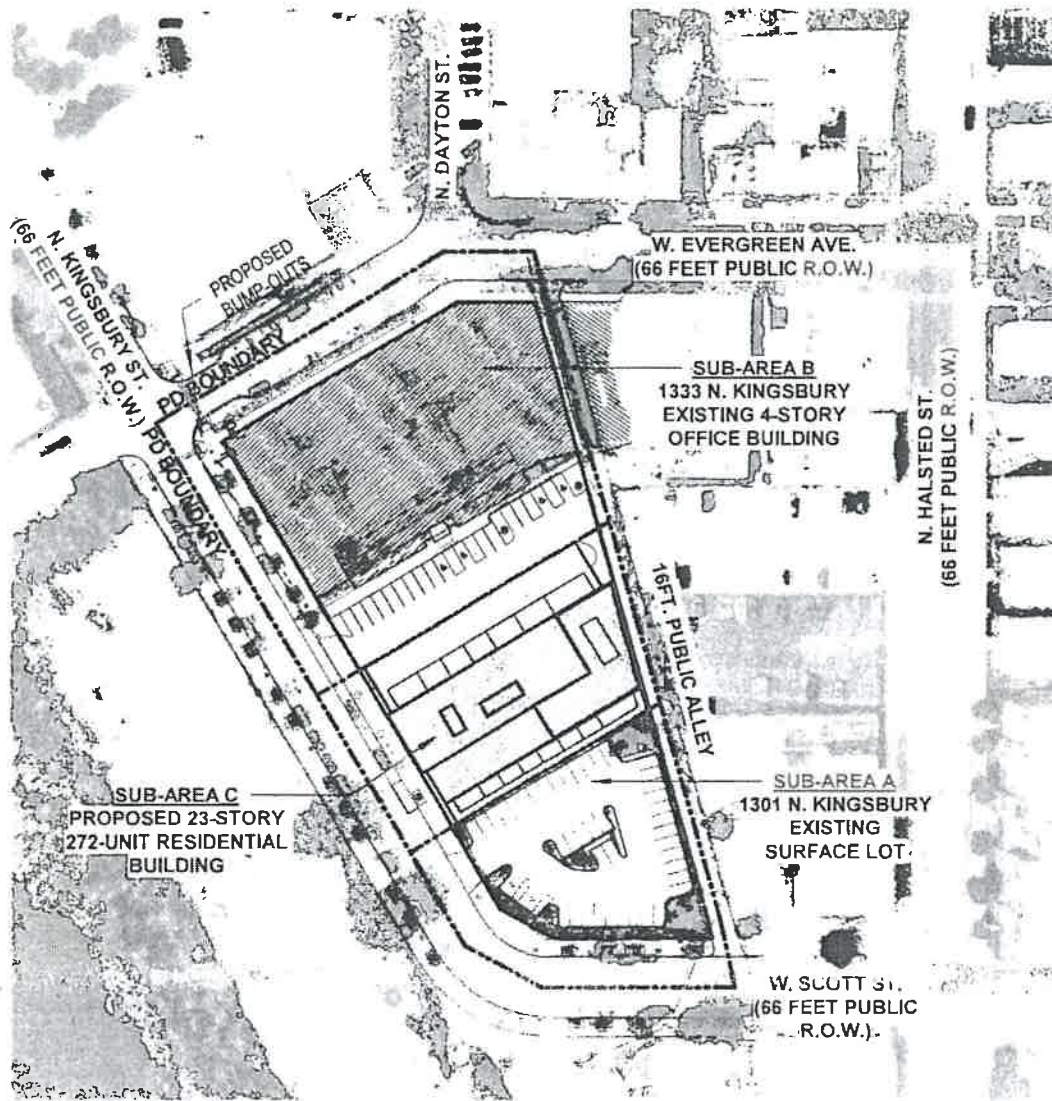 N. DAYTON ST.
N. KINGSBURY ST.
(66 FEET PUBLIC R.O.W.)
PROPOSED
BUMP-OUTS
W. EVERGREEN AVE.
(66 FEET PUBLIC R.O.W.)
PD BOUNDARY
PD BOUNDARY
SUB-AREA B
1333 N. KINGSBURY
EXISTING 4-STORY
OFFICE BUILDING
N. HALSTED ST.
(66 FEET PUBLIC R.O.W.)
16FT. PUBLIC ALLEY
SUB-AREA C
PROPOSED 23-STORY
272-UNIT RESIDENTIAL
BUILDING
SUB-AREA A
1301 N. KINGSBURY
EXISTING
SURFACE LOT
W. SCOTT ST.
(66 FEET PUBLIC
R.O.W.)